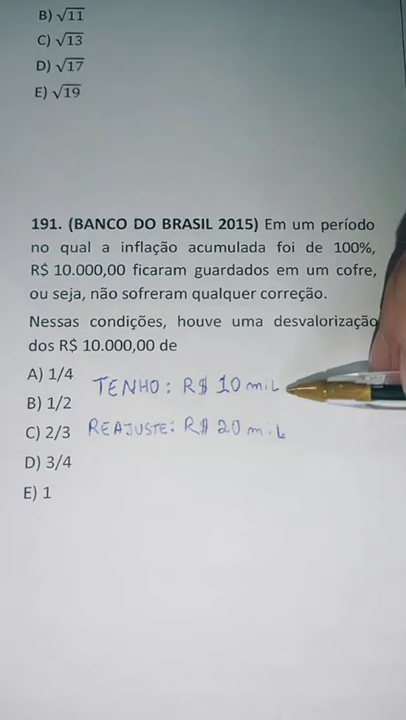 B) √11
C) √13
D) √17
E) √19
191. (BANCO DO BRASIL 2015) Em um período
no qual a inflação acumulada foi de 100%,
R$ 10.000,00 ficaram guardados em um cofre,
ou seja, não sofreram qualquer correção.
Nessas condições, houve uma desvalorização
dos R$ 10.000,00 de
A) 1/4
TENHO: R$ 10 miL
B) 1/2
C) 2/3
REAJUSTE: R$ 20 miL
D) 3/4
E) 1